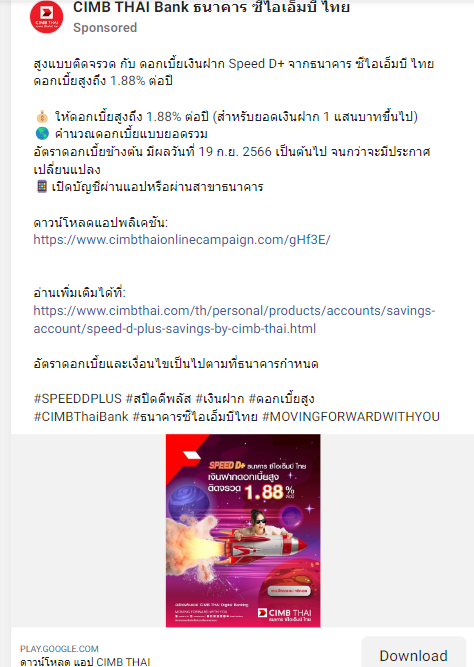 CIMB THAI Bank ธนาคาร ซีไอเอ็มบี ไทย
Sponsored
สูงแบบติดจรวด กับ ดอกเบี้ยเงินฝาก Speed D+ จากธนาคาร ซีไอเอ็มบี ไทย
ดอกเบี้ยสูงถึง 1.88% ต่อปี
💰 ให้ดอกเบี้ยสูงถึง 1.88% ต่อปี (สำหรับยอดเงินฝาก 1 แสนบาทขึ้นไป)
🌎 คำนวณดอกเบี้ยแบบยอดรวม
อัตราดอกเบี้ยข้างต้น มีผลวันที่ 19 ก.ย. 2566 เป็นต้นไป จนกว่าจะมีประกาศ
เปลี่ยนแปลง
📱 เปิดบัญชีผ่านแอปหรือผ่านสาขาธนาคาร
ดาวน์โหลดแอปพลิเคชัน:
https://www.cimbthaionlinecampaign.com/gHf3E/
อ่านเพิ่มเติมได้ที่:
https://www.cimbthai.com/th/personal/products/accounts/savings-
account/speed-d-plus-savings-by-cimb-thai.html
อัตราดอกเบี้ยและเงื่อนไขเป็นไปตามที่ธนาคารกำหนด
#SPEEDDPLUS #สปีดดีพลัส #เงินฝาก #ดอกเบี้ยสูง
#CIMBThaiBank #ธนาคารซีไอเอ็มบีไทย #MOVINGFORWARDWITHYOU
SPEED D+ ธนาคาร ซีไอเอ็มบี ไทย
เงินฝากดอกเบี้ยสูง
ติดจรวด 1.88% ต่อปี
MOVING FORWARD WITH YOU
CIMB THAI
ธนาคาร ซีไอเอ็มบี ไทย
PLAY.GOOGLE.COM
ดาวน์โหลด แอป CIMB THAI
Download